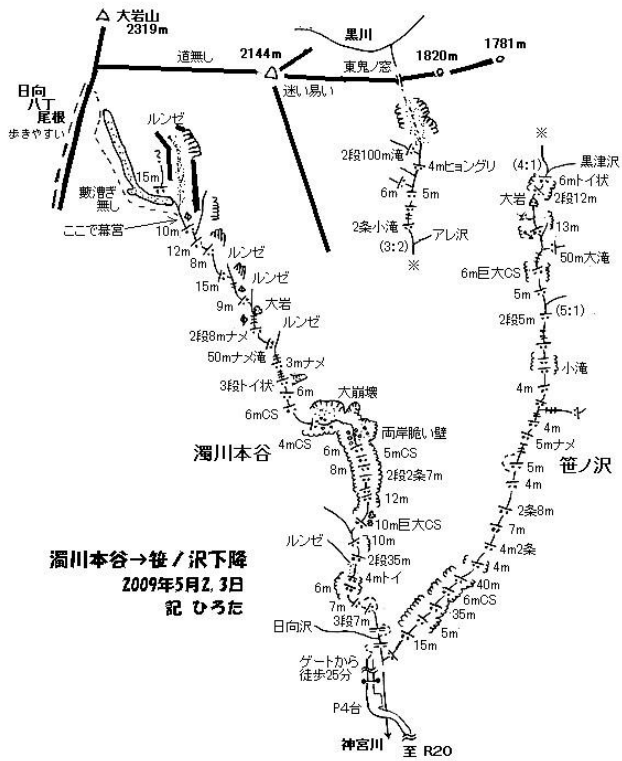 大岩山
2319m
道無し
2144m
黒川
東鬼ノ窓
1820m
1781m
迷い易い
日向
八丁
尾根
歩きやすい
ルンゼ
15m
藪漕ぎ
無し
ここで幕営
10m
12m
8m
ルンゼ
15m
ルンゼ
9m
大岩
2段8mナメ
ルンゼ
50mナメ滝
3mナメ
3段トイ状
6m
6mCS
大崩壊
4mCS
両岸脆い壁
6m
5mCS
8m
2段2条7m
12m
10m巨大CS
10m
ルンゼ
2段35m
4mトイ
6m
7m
3段7m
日向沢
ゲートから
徒歩25分
P4台
神宮川
至 R20
濁川本谷
2段100m滝
4mヒョングリ
6m
5m
2条小滝
アレ沢
(3:2)
※
※
(4:1)
黒津沢
6mトイ状
大岩
2段12m
13m
50m大滝
6m巨大CS
5m
(5:1)
2段5m
小滝
4m
4m
5mナメ
笹ノ沢
5m
4m
2条8m
7m
4m2条
4m
40m
6mCS
35m
5m
15m
濁川本谷→笹ノ沢下降
2009年5月2,3日
記 ひろた